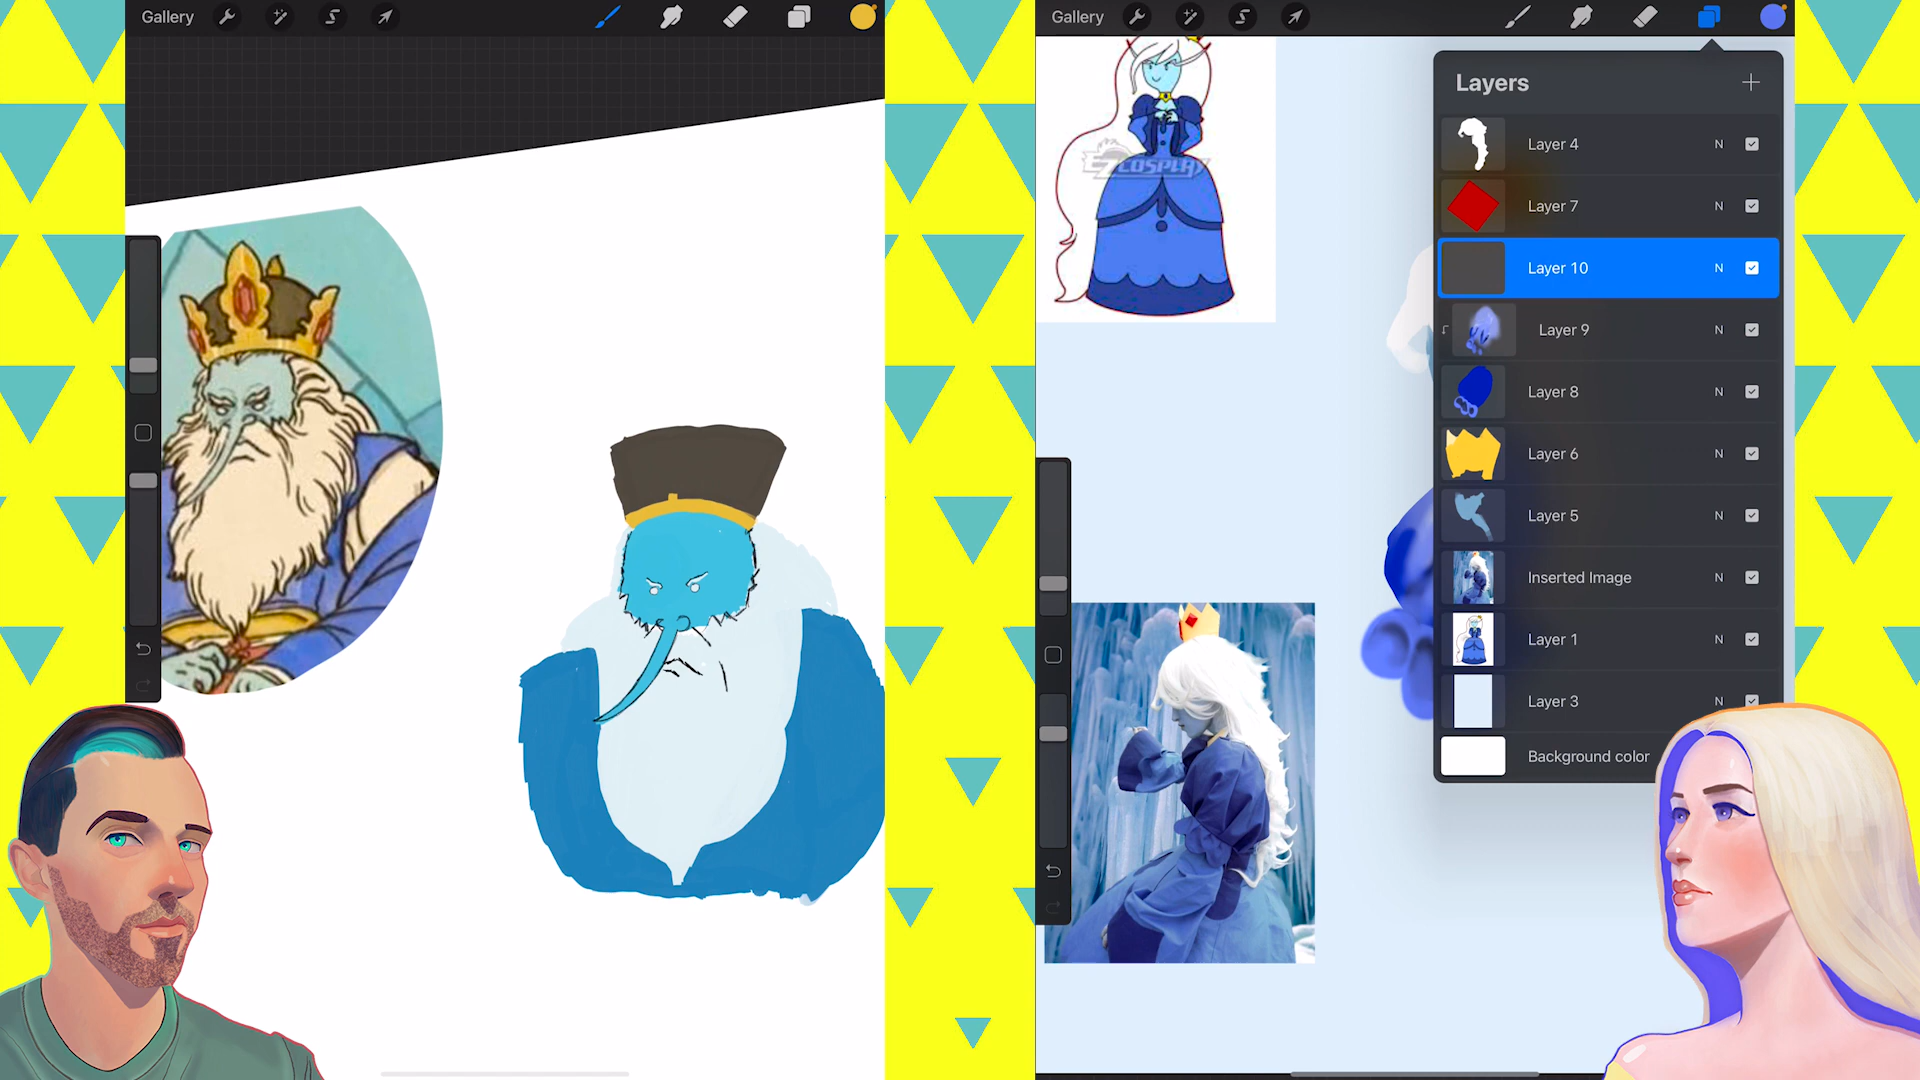 Gallery
Gallery
EZCOSPLAY
Layers
Layer 4 N
Layer 7 N
Layer 10 N
Layer 9 N
Layer 8 N
Layer 6 N
Layer 5 N
Inserted Image N
Layer 1 N
Layer 3 N
Background color